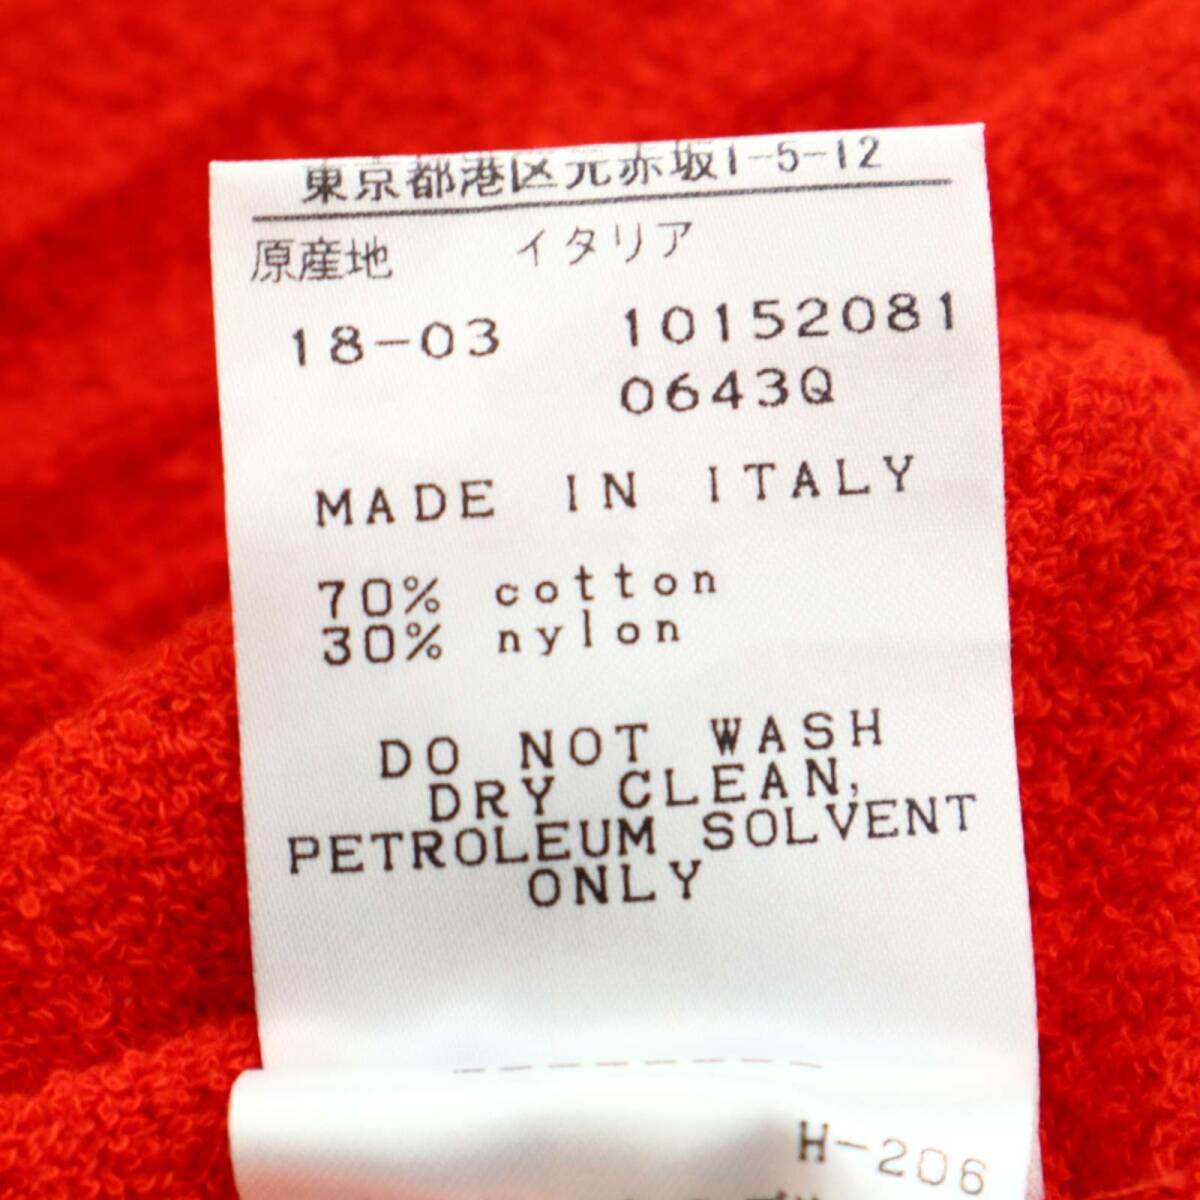 東京都港区元赤坂1-5-12
原産地 イタリア
18-03 10152081
0643Q
MADE IN ITALY
70% cotton
30% nylon
DO NOT WASH
DRY CLEAN,
PETROLEUM SOLVENT
ONLY
H-206